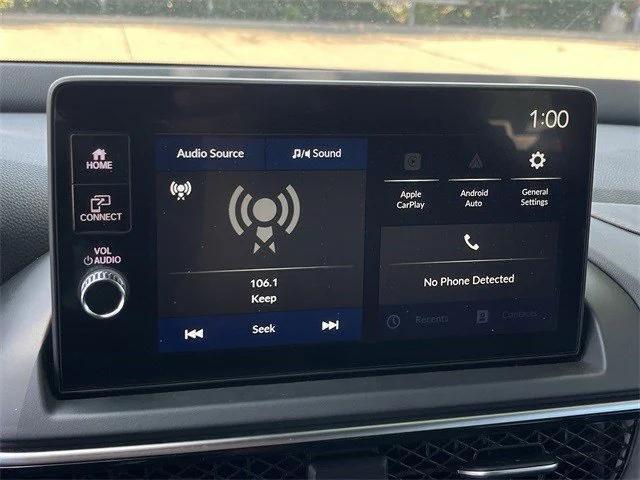 1:00
HOME
CONNECT
VOL
AUDIO
Audio Source
Sound
106.1
Keep
Seek
Apple
CarPlay
Android
Auto
General
Settings
No Phone Detected
Recents
Contacts